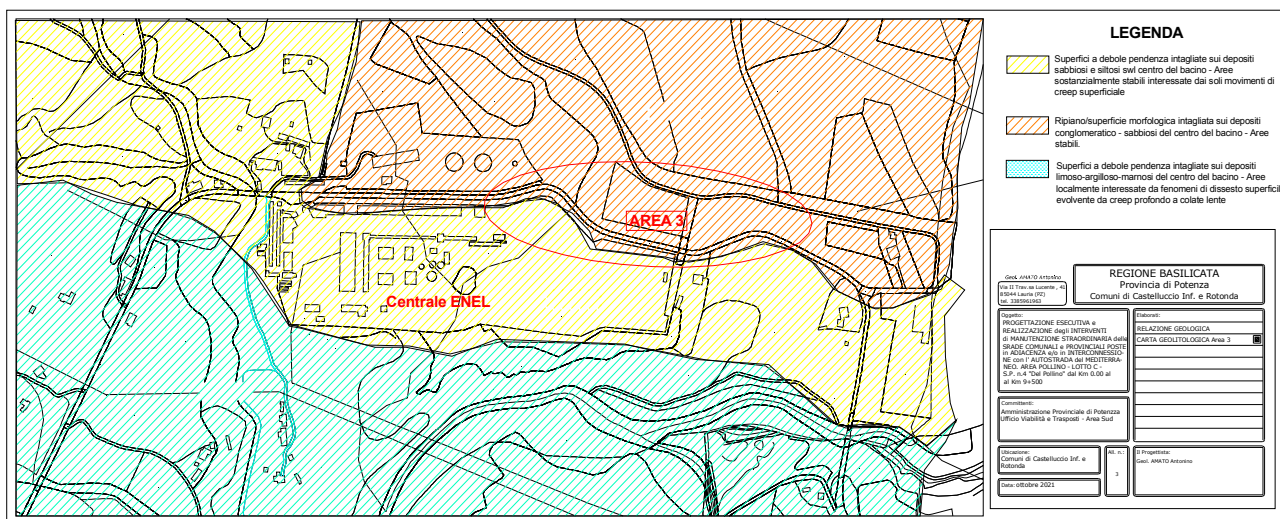 AREA 3
Centrale ENEL
LEGENDA
Superfici a debole pendenza intagliate sui depositi
sabbiosi e siltosi swl centro del bacino - Aree
sostanzialmente stabili interessate dai soli movimenti di
creep superficiale
Ripiano/superficie morfologica intagliata sui depositi
conglomeratico - sabbiosi del centro del bacino - Aree
stabili.
Superfici a debole pendenza intagliate sui depositi
limoso-argilloso-marnosi del centro del bacino - Aree
localmente interessate da fenomeni di dissesto superficil
evolvente da creep profondo a colate lente
Geol. AMATO Antonino
Via II Trav.sa Lucente , 40
85044 Lauria (PZ)
tel. 3385961963
REGIONE BASILICATA
Provincia di Potenza
Comuni di Castelluccio Inf. e Rotonda
Oggetto:
PROGETTAZIONE ESECUTIVA e
REALIZZAZIONE degli INTERVENTI
di MANUTENZIONE STRAORDINARIA delle
SRADE COMUNALI e PROVINCIALI POSTE
in ADIACENZA e/o in INTERCONNESSIO-
NE con l' AUTOSTRADA del MEDITERRA-
NEO. AREA POLLINO - LOTTO C -
S.P. n.4 "Del Pollino" dal Km 0.00 al
al Km 9+500
Elaborati:
RELAZIONE GEOLOGICA
CARTA GEOLITOLOGICA Area 3
Committenti:
Amministrazione Provinciale di Potenzza
Ufficio Viabilità e Trasposti - Area Sud
Ubicazione:
Comuni di Castelluccio Inf. e
Rotonda
All. n.:
3
Il Progettista:
Geol. AMATO Antonino
Data: ottobre 2021